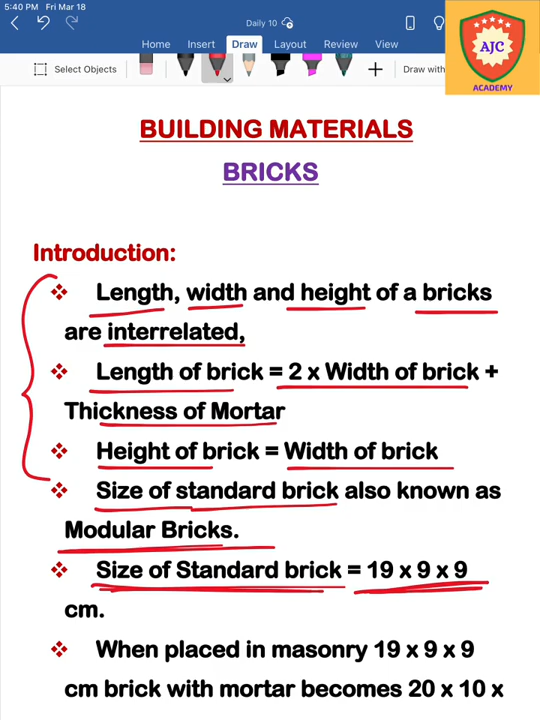 5:40 PM Fri Mar 18
Daily 10
Home Insert Draw Layout Review View
Select Objects
Draw with
AJC
ACADEMY
BUILDING MATERIALS
BRICKS
Introduction:
❖ Length, width and height of a bricks
are interrelated,
❖ Length of brick = 2 x Width of brick +
Thickness of Mortar
❖ Height of brick = Width of brick
❖ Size of standard brick also known as
Modular Bricks.
❖ Size of Standard brick = 19 x 9 x 9
cm.
❖ When placed in masonry 19 x 9 x 9
cm brick with mortar becomes 20 x 10 x